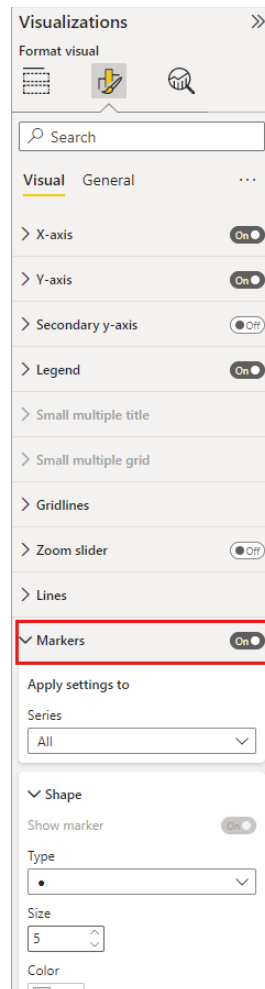 Visualizations
Format visual
Search
Visual General ...
X-axis On
Y-axis On
Secondary y-axis Off
Legend On
Small multiple title
Small multiple grid
Gridlines
Zoom slider Off
Lines
Markers On
Apply settings to
Series
All
Shape
Show marker On
Type
Size
5
Color